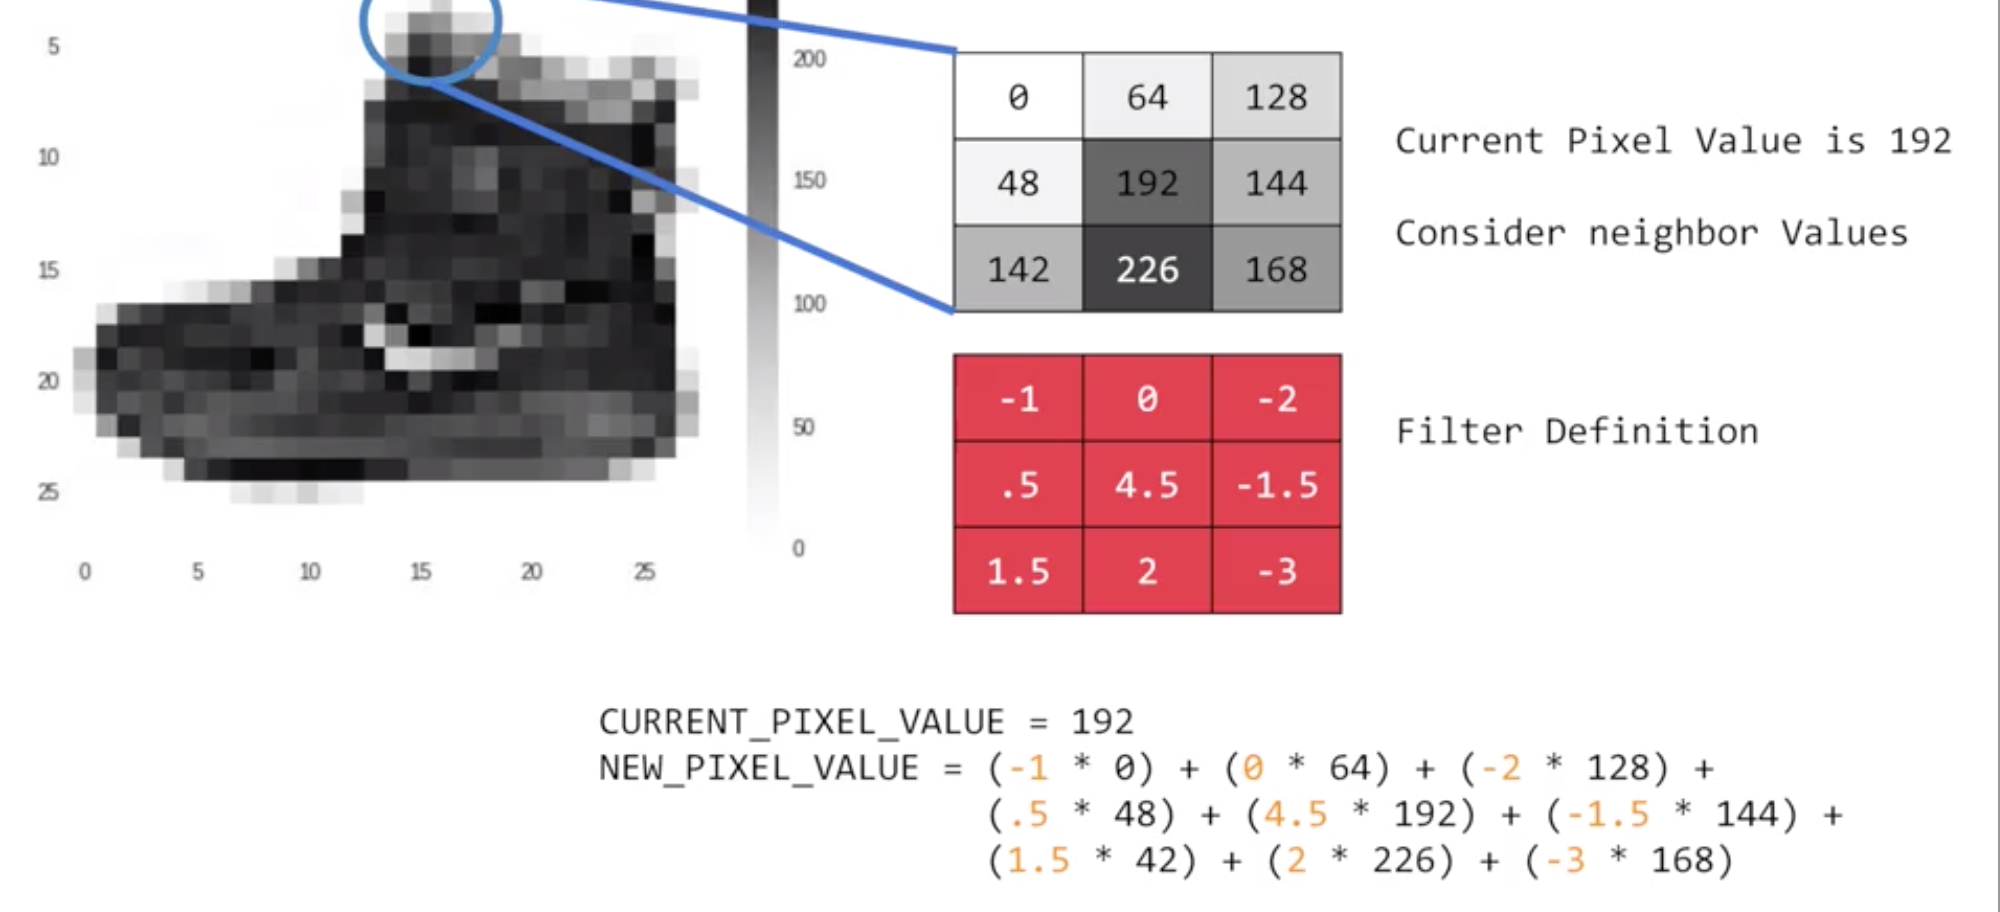 5
10
15
20
25
0 5 10 15 20 25
200
150
100
50
0
0 64 128
48 192 144
142 226 168
Current Pixel Value is 192
Consider neighbor Values
-1 0 -2
.5 4.5 -1.5
1.5 2 -3
Filter Definition
CURRENT_PIXEL_VALUE = 192
NEW_PIXEL_VALUE = (-1 * 0) + (0 * 64) + (-2 * 128) +
(.5 * 48) + (4.5 * 192) + (-1.5 * 144) +
(1.5 * 42) + (2 * 226) + (-3 * 168)